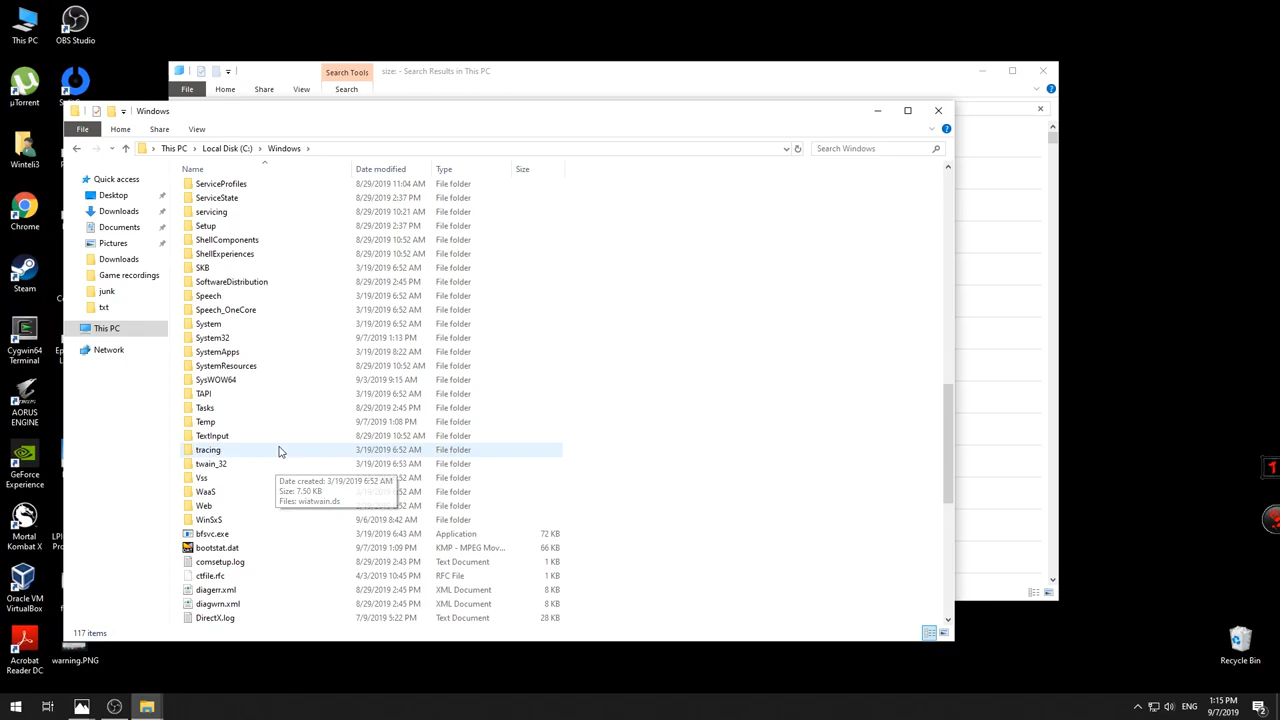 This PC
OBS Studio
µTorrent
Winteli3
Chrome
Steam
Cygwin64
Terminal
AORUS
ENGINE
GeForce
Experience
Mortal
Kombat X
Oracle VM
VirtualBox
Acrobat
Reader DC
warning.PNG
Recycle Bin
Search Tools
size: - Search Results in This PC
File
Home
Share
View
Search
Windows
File
Home
Share
View
This PC
Local Disk (C:)
Windows
Search Windows
Quick access
Desktop
Downloads
Documents
Pictures
Downloads
Game recordings
junk
txt
This PC
Network
Name Date modified Type Size
ServiceProfiles 8/29/2019 11:04 AM File folder
ServiceState 8/29/2019 2:37 PM File folder
servicing 8/29/2019 10:21 AM File folder
Setup 8/29/2019 2:37 PM File folder
ShellComponents 8/29/2019 10:52 AM File folder
ShellExperiences 8/29/2019 10:52 AM File folder
SKB 3/19/2019 6:52 AM File folder
SoftwareDistribution 8/29/2019 2:45 PM File folder
Speech 3/19/2019 6:52 AM File folder
Speech_OneCore 3/19/2019 6:52 AM File folder
System 3/19/2019 6:52 AM File folder
System32 9/7/2019 1:13 PM File folder
SystemApps 3/19/2019 8:22 AM File folder
SystemResources 8/29/2019 10:52 AM File folder
SysWOW64 9/3/2019 9:15 AM File folder
TAPI 3/19/2019 6:52 AM File folder
Tasks 8/29/2019 2:45 PM File folder
Temp 9/7/2019 1:08 PM File folder
TextInput 8/29/2019 10:52 AM File folder
tracing 3/19/2019 6:52 AM File folder
twain_32 3/19/2019 6:53 AM File folder
Vss 6:52 AM File folder
WaaS 6:52 AM File folder
Web 6:52 AM File folder
WinSxS 9/6/2019 8:42 AM File folder
bfsvc.exe 3/19/2019 6:43 AM Application 72 KB
bootstat.dat 9/7/2019 1:09 PM KMP - MPEG Mov... 66 KB
comsetup.log 8/29/2019 2:43 PM Text Document 1 KB
ctfile.rfc 4/3/2019 10:45 PM RFC File 1 KB
diagerr.xml 8/29/2019 2:45 PM XML Document 8 KB
diagwrn.xml 8/29/2019 2:45 PM XML Document 8 KB
DirectX.log 7/9/2019 5:22 PM Text Document 28 KB
Date created: 3/19/2019 6:52 AM
Size: 7,50 KB
Files: wiatwain.ds
117 items
ENG
1:15 PM
9/7/2019
2
1